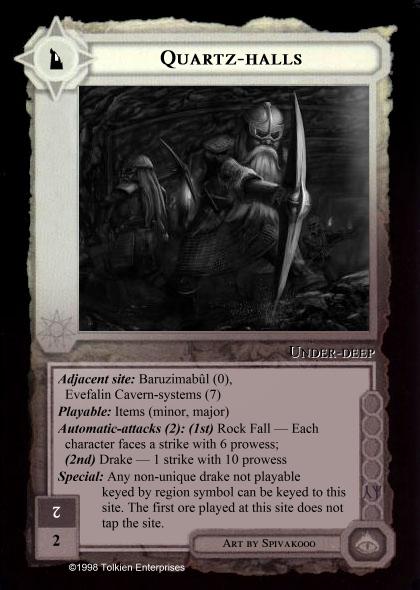 Quartz-halls
Under-deep
Adjacent site: Baruzimabûl (0),
Evefalin Cavern-systems (7)
Playable: Items (minor, major)
Automatic-attacks (2): (1st) Rock Fall — Each
character faces a strike with 6 prowess;
(2nd) Drake — 1 strike with 10 prowess
Special: Any non-unique drake not playable
keyed by region symbol can be keyed to this
site. The first ore played at this site does not
tap the site.
2
2
Art by Spivakooo
©1998 Tolkien Enterprises